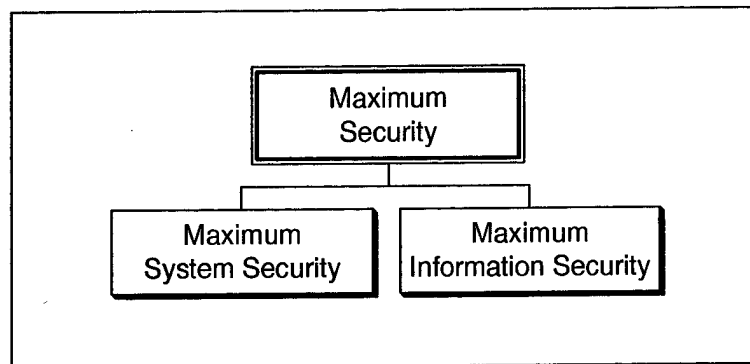 Maximum
Security
Maximum
System Security
Maximum
Information Security